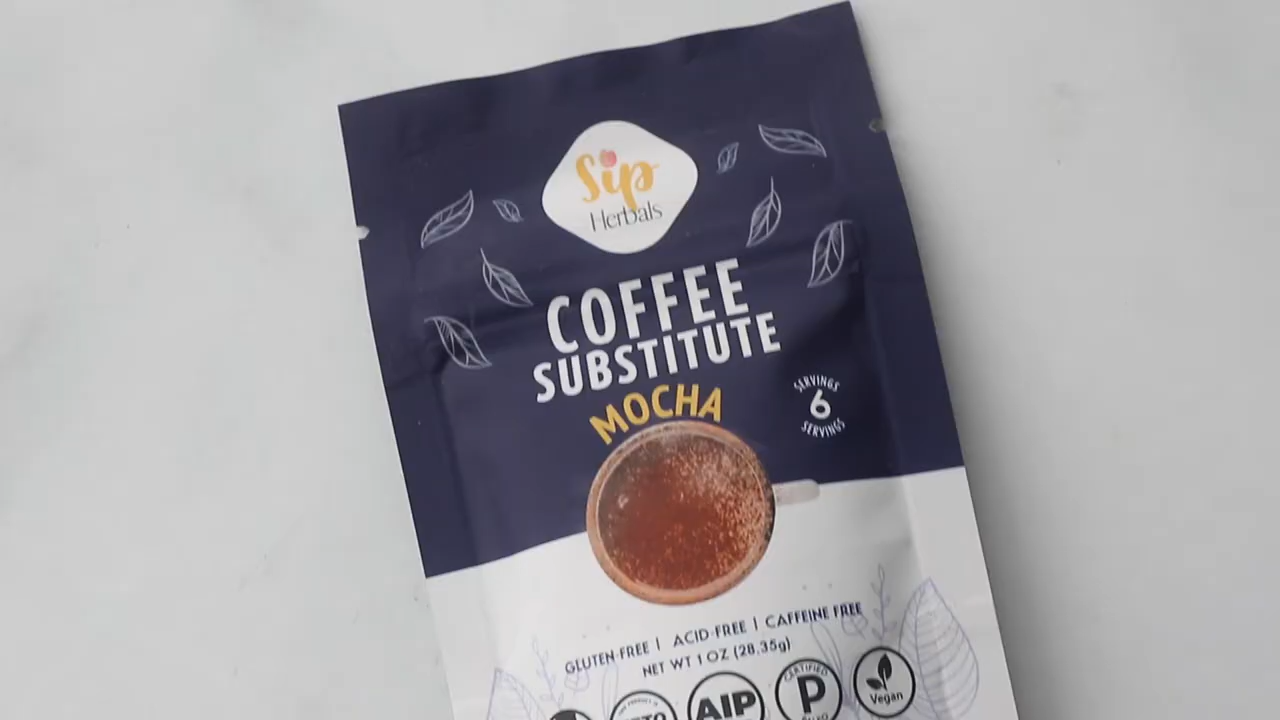 Sip
Herbals
COFFEE
SUBSTITUTE
MOCHA
SERVINGS
6
SERVINGS
GLUTEN-FREE | ACID-FREE | CAFFEINE FREE
NET WT 1 OZ (28.35g)
AIP
CERTIFIED
P
Vegan